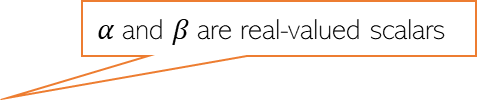 α and β are real-valued scalars